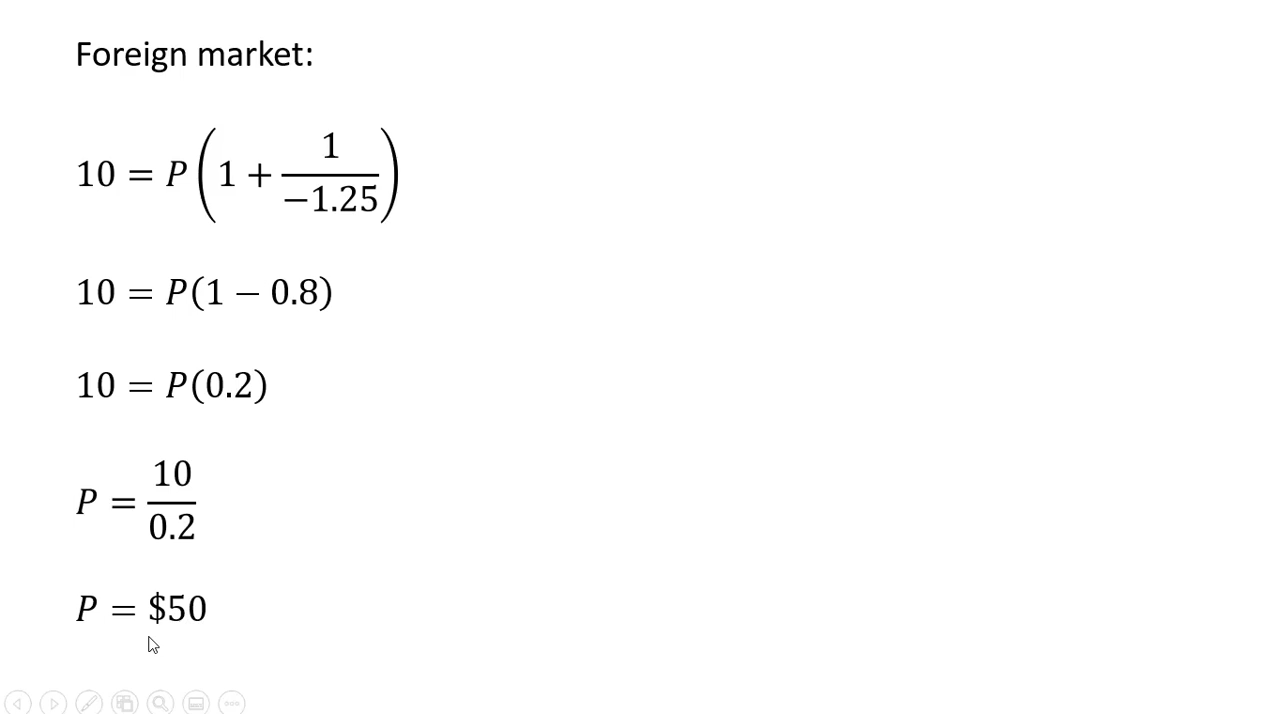 Foreign market:
10 = P(1 + 1/−1.25)
10 = P(1 − 0.8)
10 = P(0.2)
P = 10/0.2
P = $50